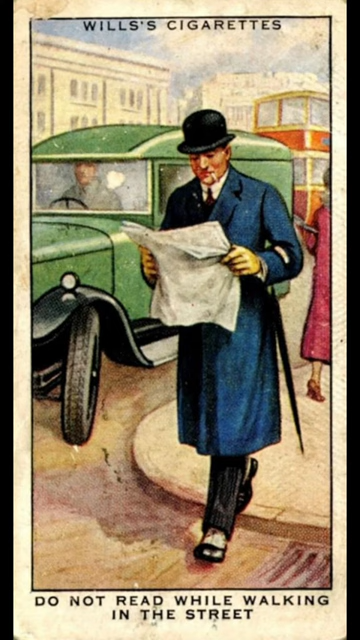 WILLS'S CIGARETTES
DO NOT READ WHILE WALKING
IN THE STREET